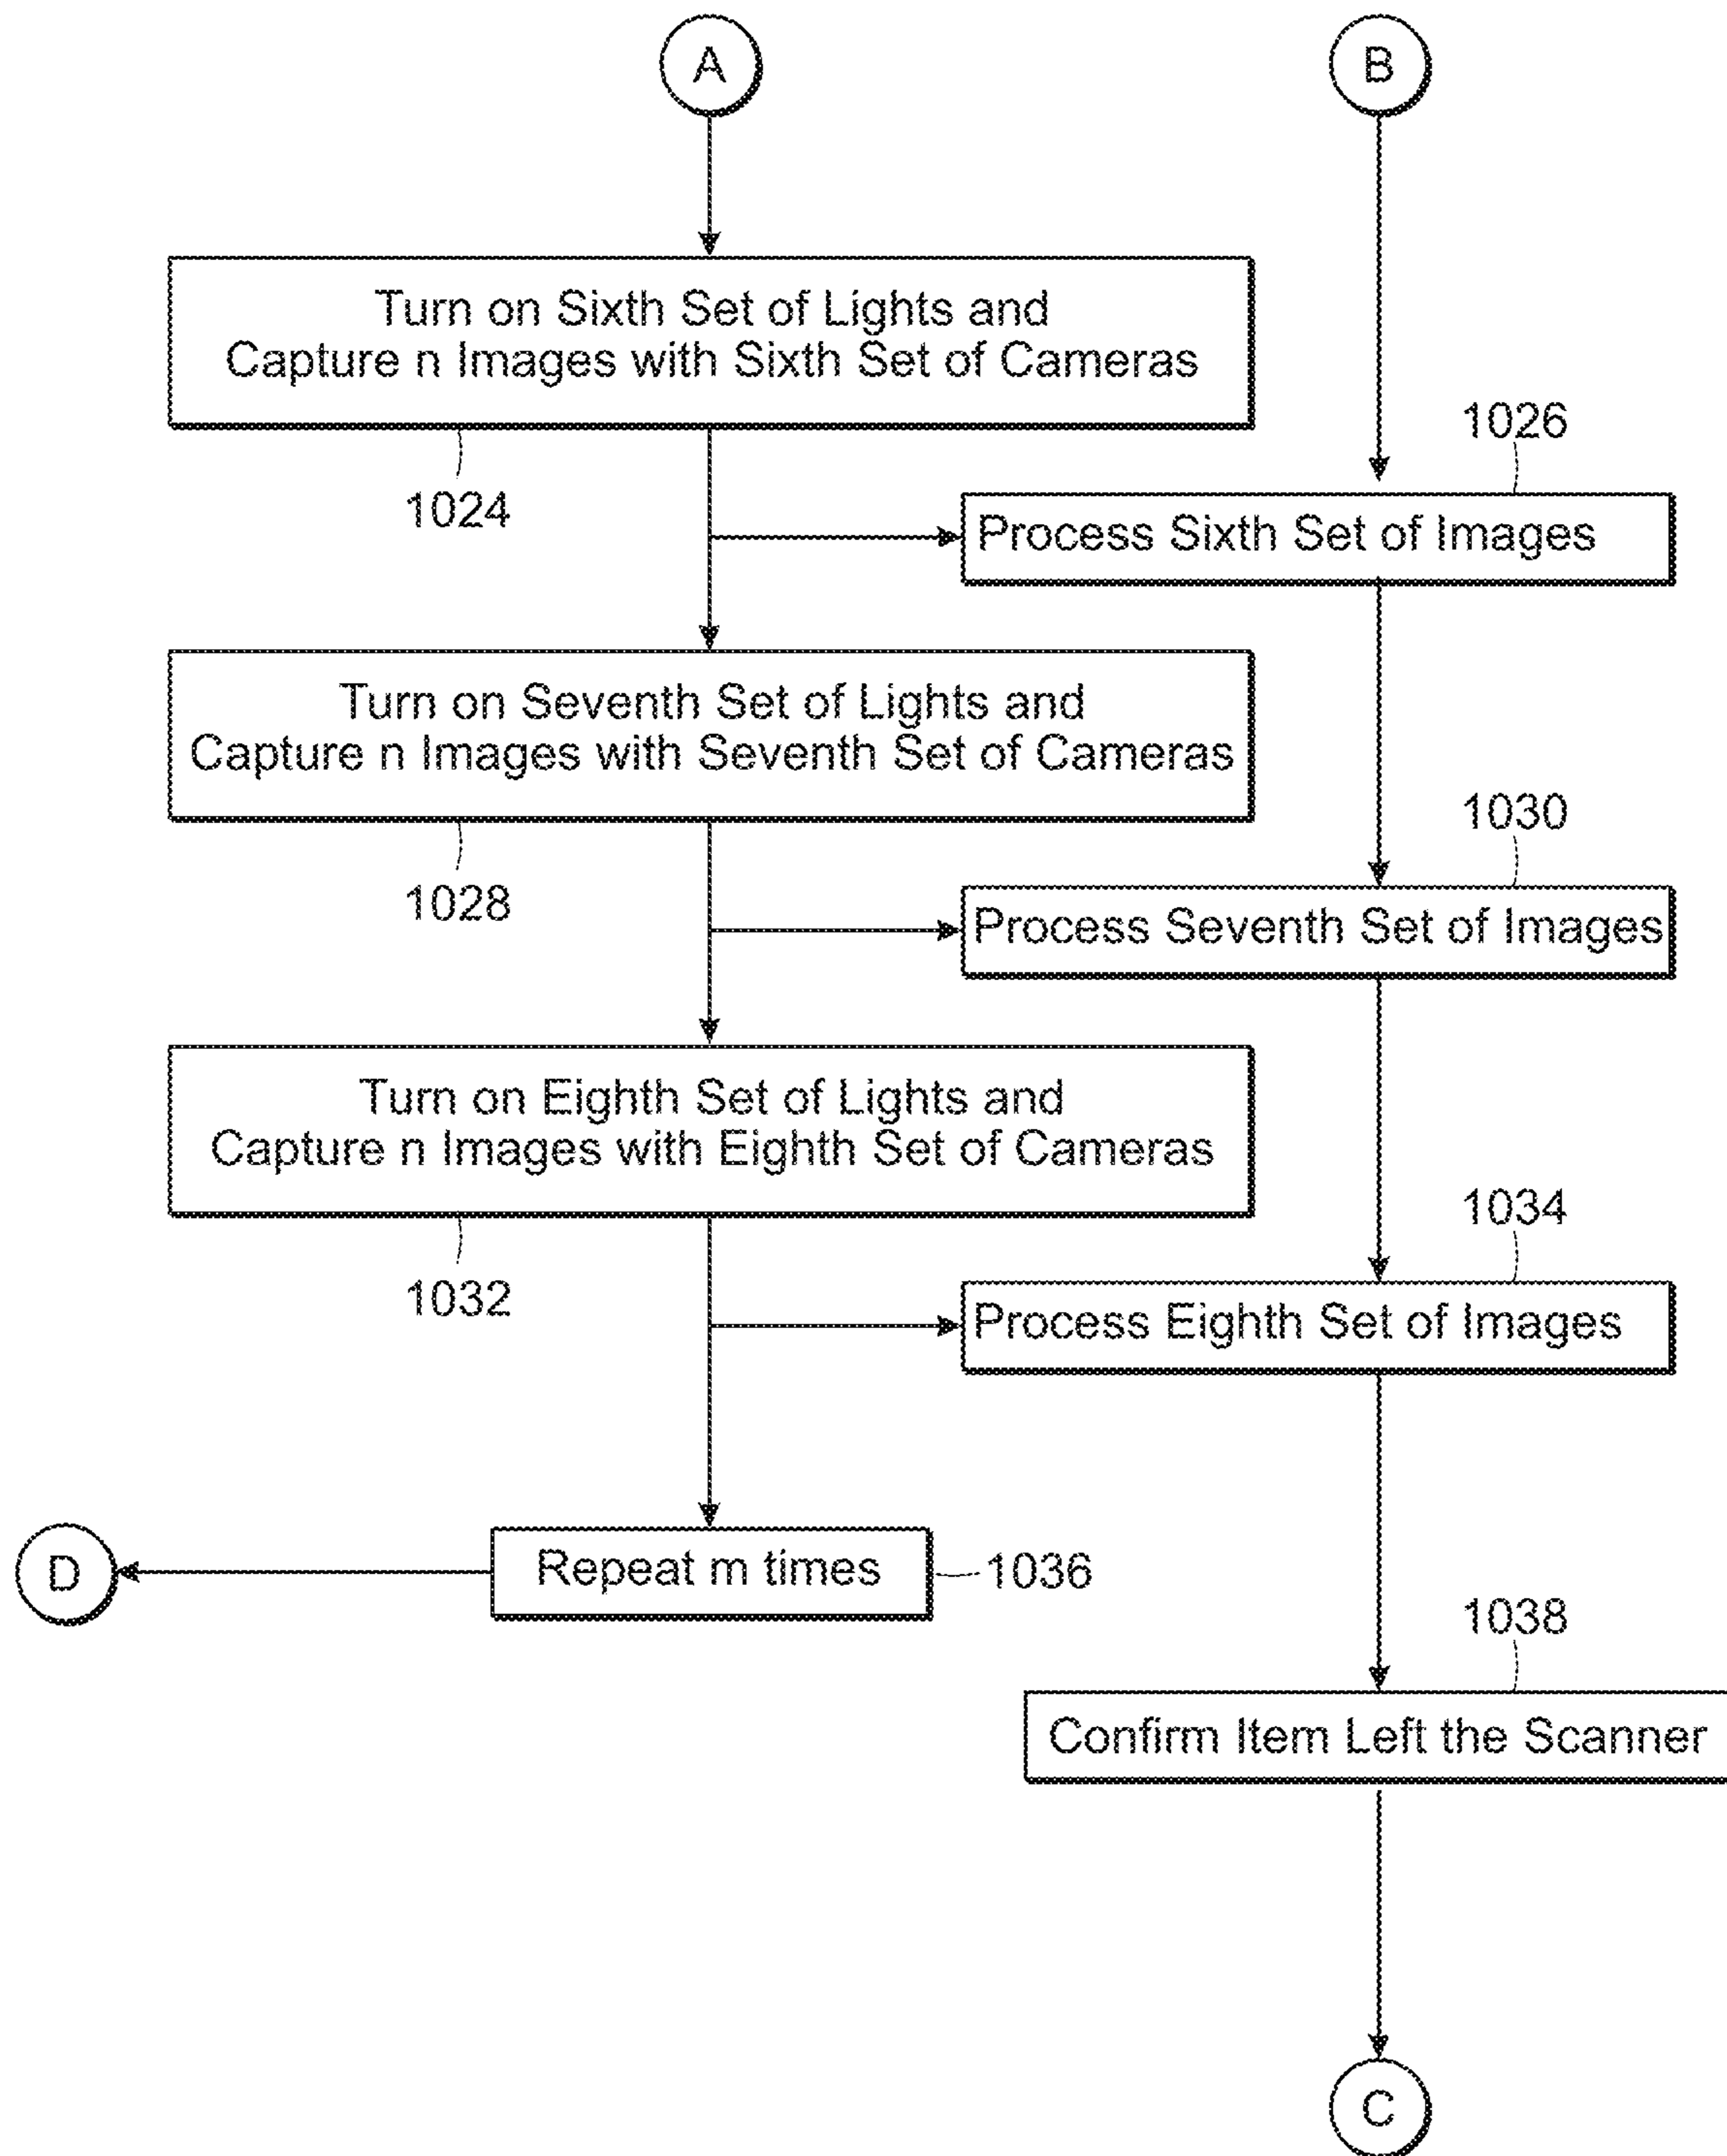 A
B
Turn on Sixth Set of Lights and
Capture n Images with Sixth Set of Cameras
1024
1026
Process Sixth Set of Images
Turn on Seventh Set of Lights and
Capture n Images with Seventh Set of Cameras
1028
1030
Process Seventh Set of Images
Turn on Eighth Set of Lights and
Capture n Images with Eighth Set of Cameras
1032
1034
Process Eighth Set of Images
D
Repeat m times
1036
1038
Confirm Item Left the Scanner
C